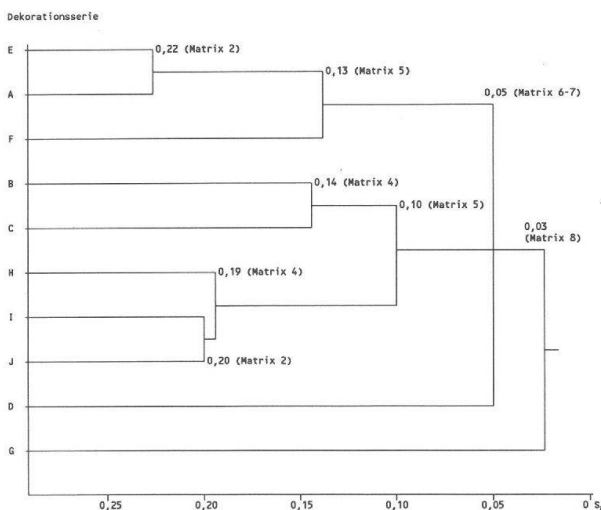 Dekorationsserie
E
0,22 (Matrix 2)
0,13 (Matrix 5)
A
0,05 (Matrix 6-7)
F
B
0,14 (Matrix 4)
0,10 (Matrix 5)
C
0,03
(Matrix 8)
H
0,19 (Matrix 4)
I
J
0,20 (Matrix 2)
D
G
0,25
0,20
0,15
0,10
0,05
0